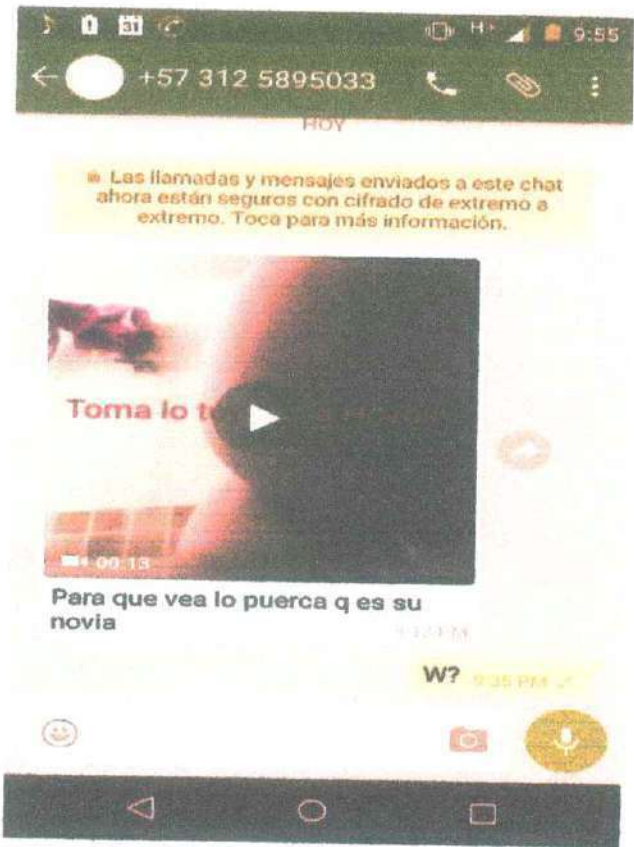 31 H+ 9:55
+57 312 5895033
HOY
Las llamadas y mensajes enviados a este chat
ahora están seguros con cifrado de extremo a
extremo. Toca para más información.
Toma lo
00:13
Para que vea lo puerca q es su
novia
W? 9:35 PM